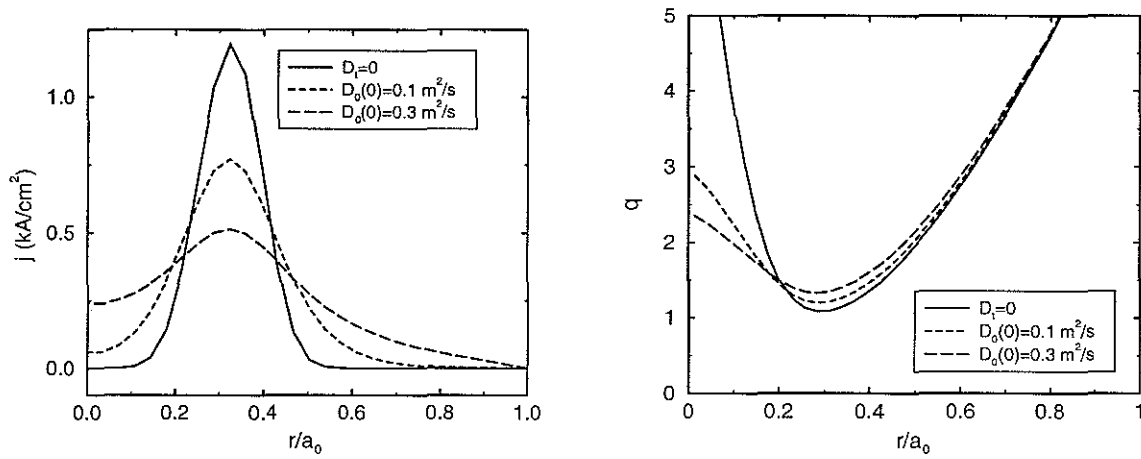 j (kA/cm²)
1.0
0.5
0.0
D_t=0
D_0(0)=0.1 m²/s
D_0(0)=0.3 m²/s
0.0 0.2 0.4 0.6 0.8 1.0
r/a_0
q
5
4
3
2
1
0
D_t=0
D_0(0)=0.1 m²/s
D_0(0)=0.3 m²/s
0 0.2 0.4 0.6 0.8 1
r/a_0